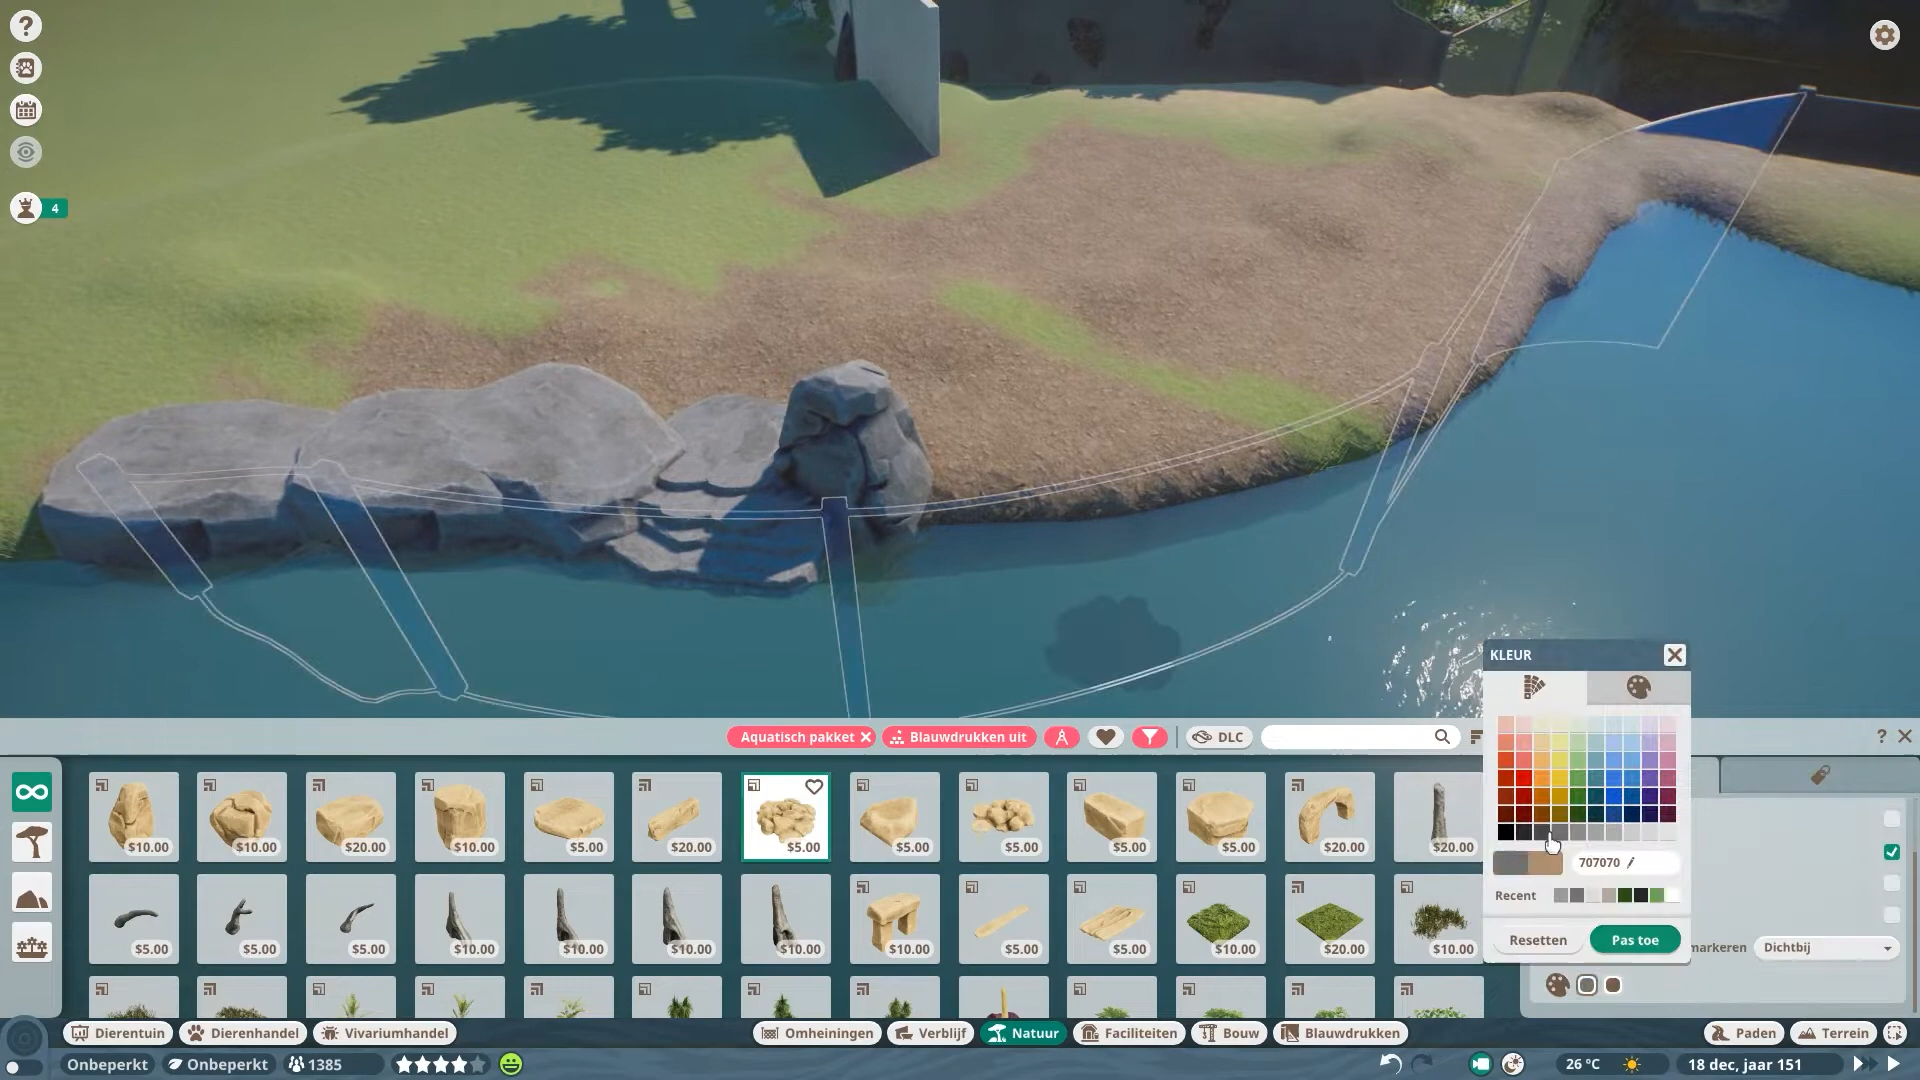 ?
4
Aquatisch pakket
Blauwdrukken uit
DLC
?
KLEUR
707070
Recent
Resetten
Pas toe
markeren
Dichtbij
$10.00
$10.00
$20.00
$10.00
$5.00
$20.00
$5.00
$5.00
$5.00
$5.00
$5.00
$20.00
$20.00
$5.00
$5.00
$5.00
$10.00
$10.00
$10.00
$10.00
$10.00
$5.00
$5.00
$10.00
$20.00
$10.00
Dierentuin
Dierenhandel
Vivariumhandel
Omheiningen
Verblijf
Natuur
Faciliteiten
Bouw
Blauwdrukken
Paden
Terrein
Onbeperkt
Onbeperkt
1385
26 °C
18 dec, jaar 151